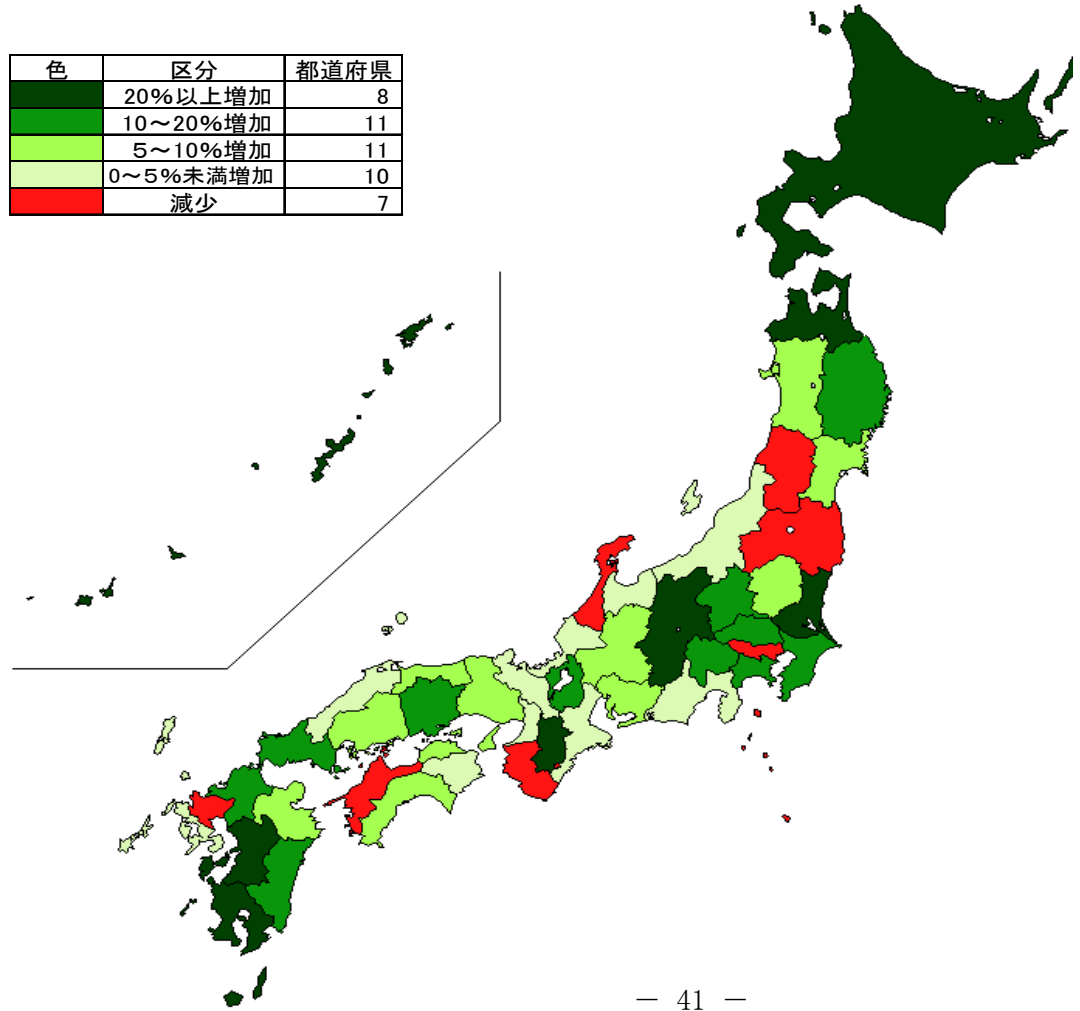 色 区分 都道府県
20%以上増加 8
10～20%増加 11
5～10%増加 11
0～5%未満増加 10
減少 7
－ 41 －